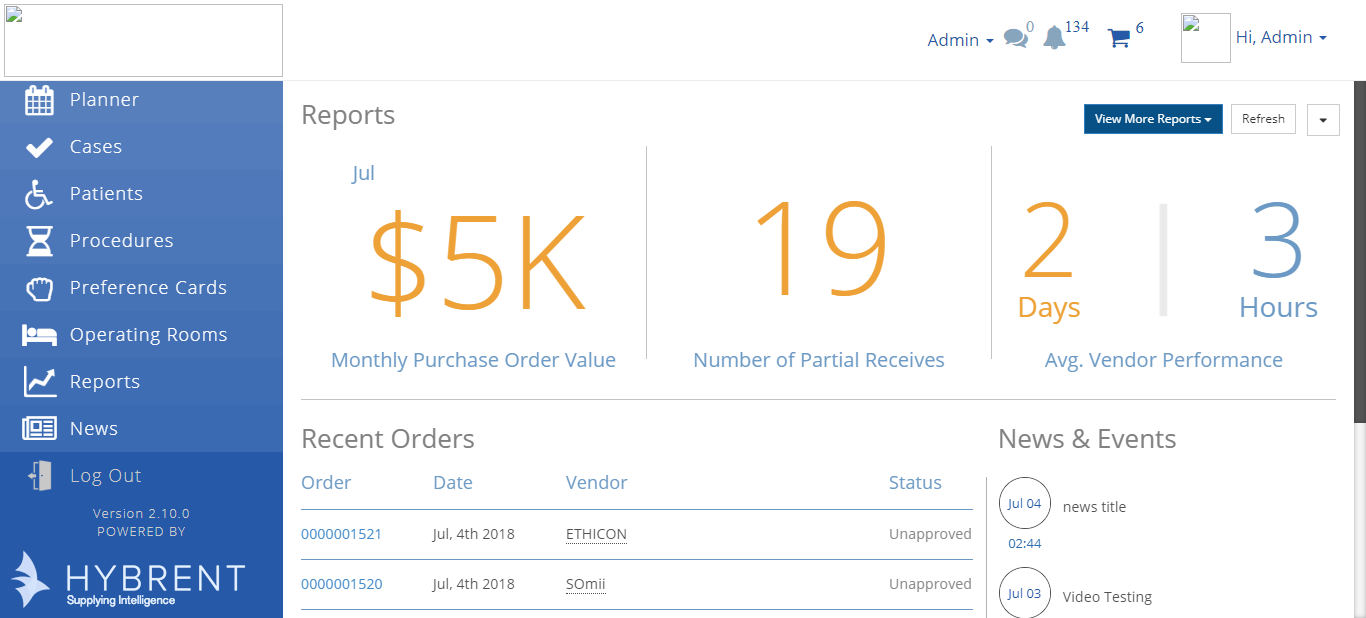 Admin 0 134 6 Hi, Admin
Planner
Cases
Patients
Procedures
Preference Cards
Operating Rooms
Reports
News
Log Out
Version 2.10.0
POWERED BY
HYBRENT
Supplying Intelligence
Reports
View More Reports Refresh
Jul
$5K
Monthly Purchase Order Value
19
Number of Partial Receives
2 3
Days Hours
Avg. Vendor Performance
Recent Orders
Order Date Vendor Status
0000001521 Jul, 4th 2018 ETHICON Unapproved
0000001520 Jul, 4th 2018 SOmii Unapproved
News & Events
Jul 04 news title
02:44
Jul 03 Video Testing